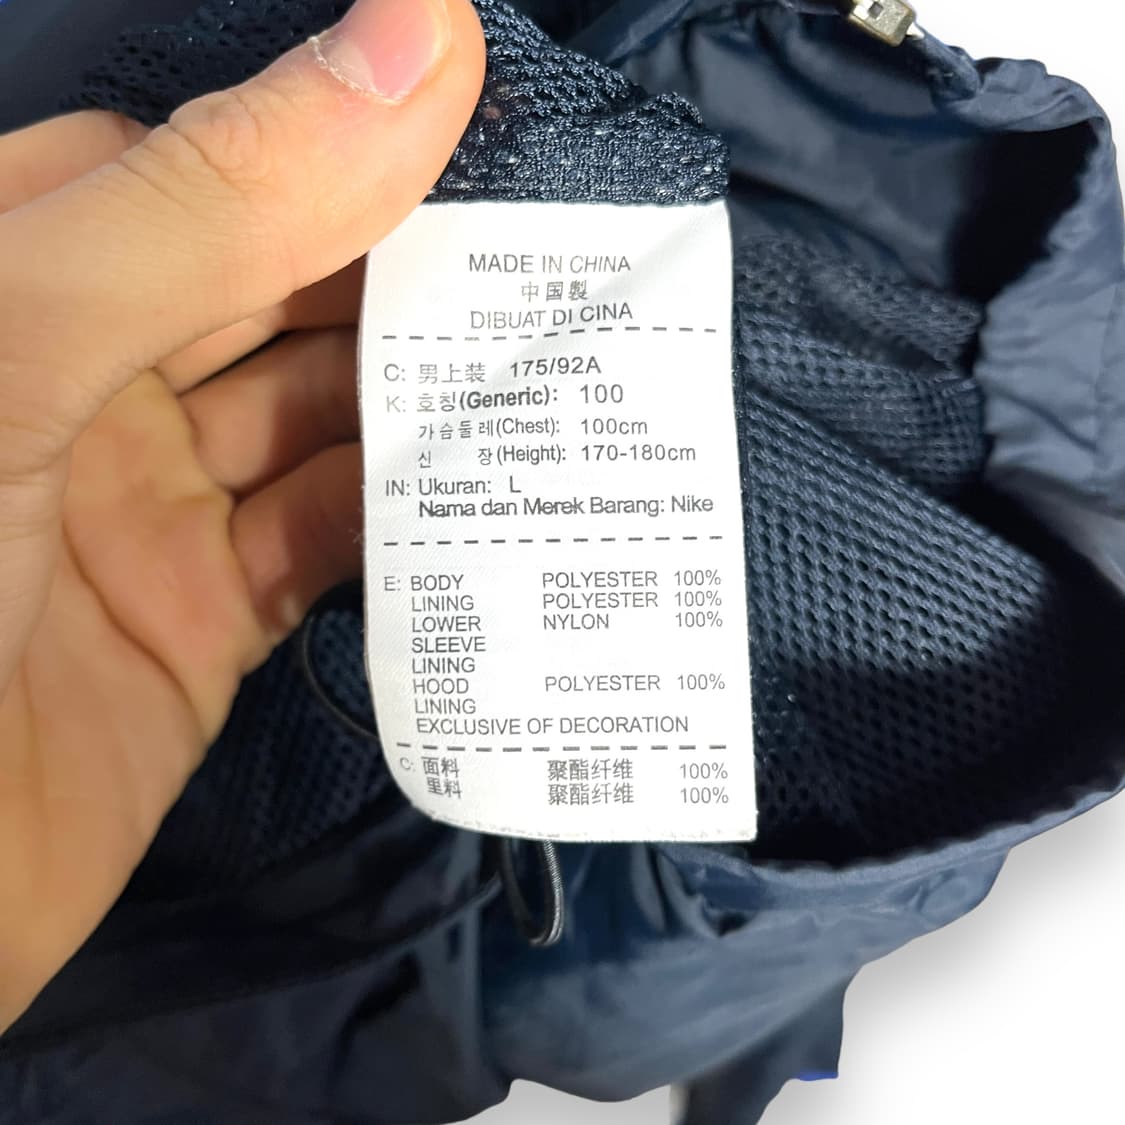 MADE IN CHINA
中国製
DIBUAT DI CINA
C: 男上装 175/92A
K: 호칭(Generic): 100
가슴둘레(Chest): 100cm
신 장(Height): 170-180cm
IN: Ukuran: L
Nama dan Merek Barang: Nike
E: BODY POLYESTER 100%
LINING POLYESTER 100%
LOWER NYLON 100%
SLEEVE
LINING
HOOD POLYESTER 100%
LINING
EXCLUSIVE OF DECORATION
C: 面料 聚酯纤维 100%
里料 聚酯纤维 100%